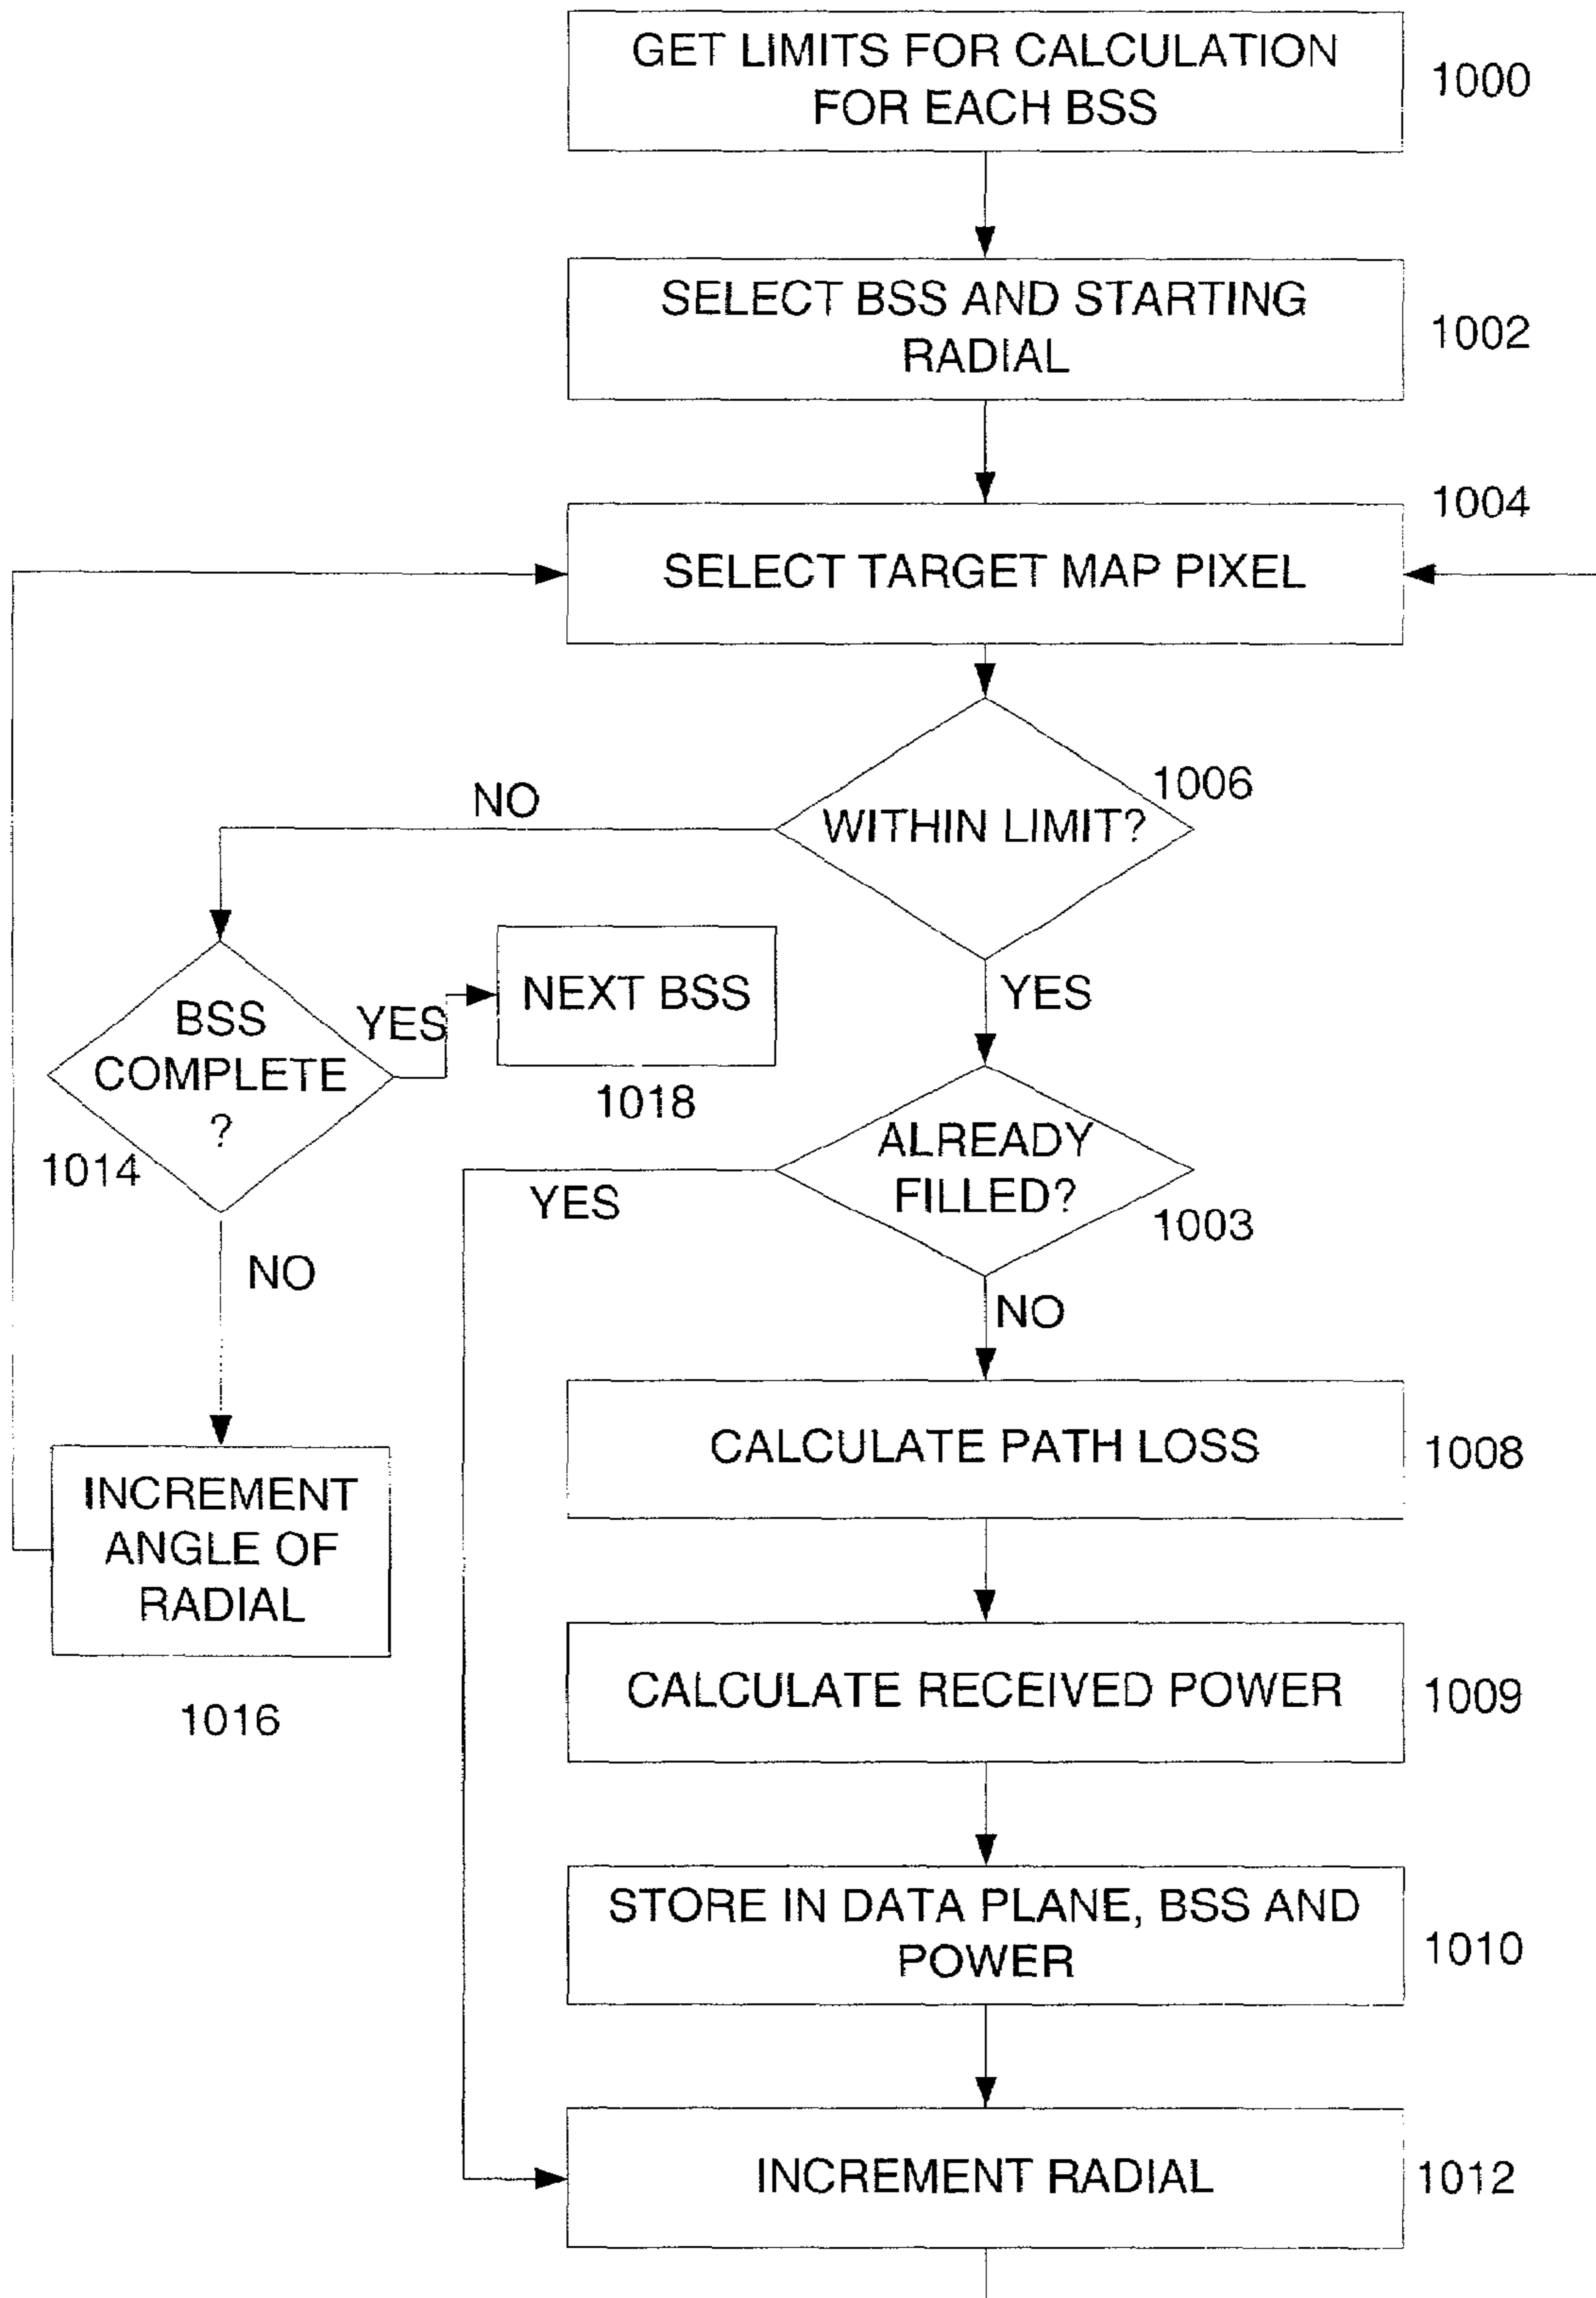 GET LIMITS FOR CALCULATION
FOR EACH BSS
1000
SELECT BSS AND STARTING
RADIAL
1002
1004
SELECT TARGET MAP PIXEL
1006
NO
WITHIN LIMIT?
NEXT BSS
YES
BSS
COMPLETE
?
YES
1018
1014
ALREADY
FILLED?
YES
1003
NO
NO
CALCULATE PATH LOSS
1008
INCREMENT
ANGLE OF
RADIAL
1016
CALCULATE RECEIVED POWER
1009
STORE IN DATA PLANE, BSS AND
POWER
1010
INCREMENT RADIAL
1012